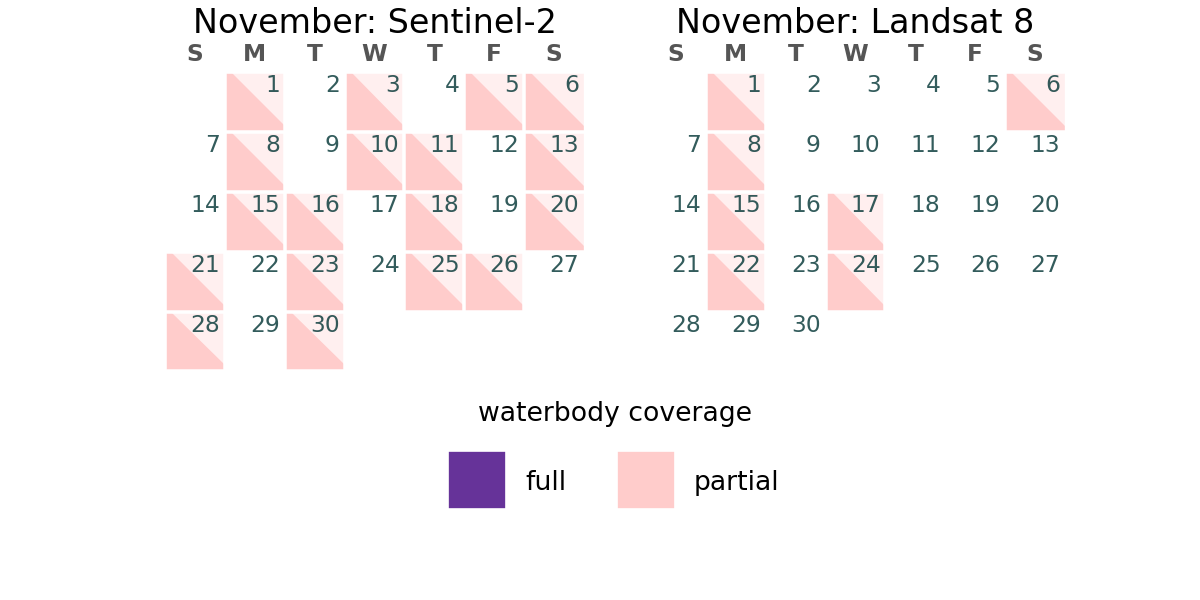 November: Sentinel-2
S M T W T F S
1 2 3 4 5 6
7 8 9 10 11 12 13
14 15 16 17 18 19 20
21 22 23 24 25 26 27
28 29 30
November: Landsat 8
S M T W T F S
1 2 3 4 5 6
7 8 9 10 11 12 13
14 15 16 17 18 19 20
21 22 23 24 25 26 27
28 29 30
waterbody coverage
full
partial